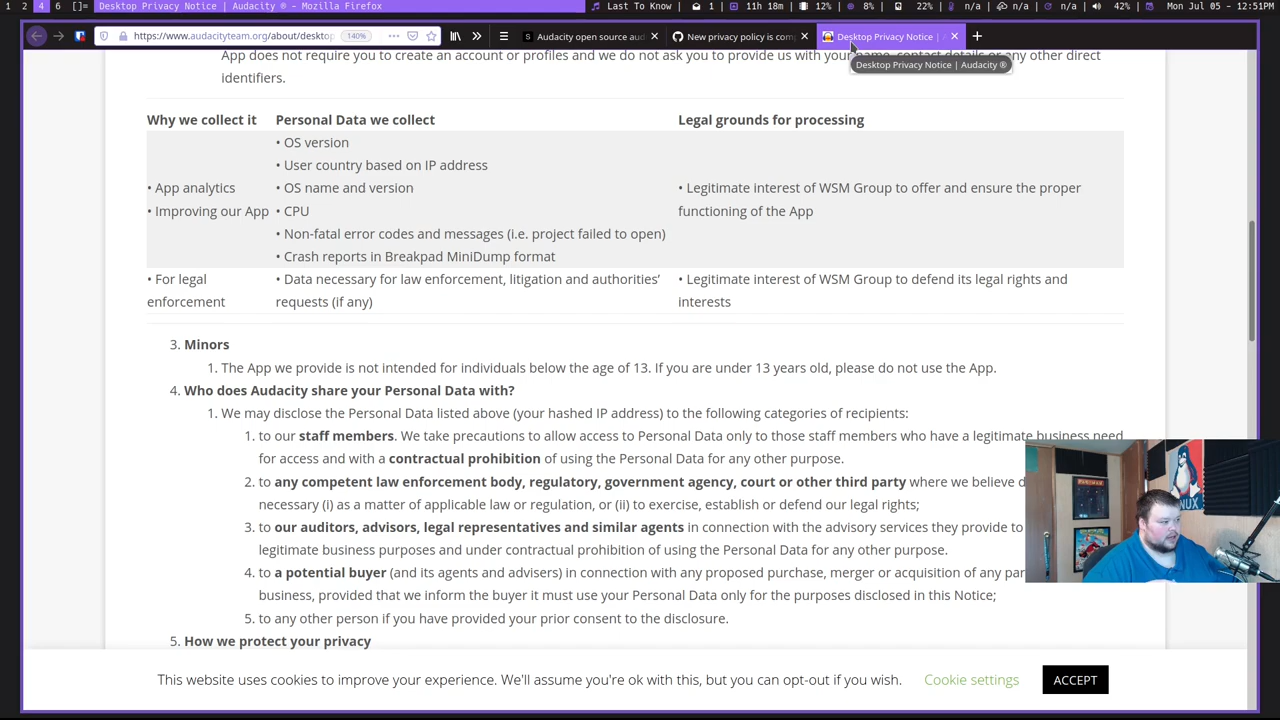 1 2 4 6 []= Desktop Privacy Notice | Audacity ® - Mozilla Firefox Last To Know 1 11h 18m 12% 8% 42% Mon Jul 05 - 12:51PM
https://www.audacityteam.org/about/deskto 140% Audacity open source aud New privacy policy is comp Desktop Privacy Notice |
App does not require you to create an account or profiles and we do not ask you to provide us with your name, contact details or any other direct
Desktop Privacy Notice | Audacity ®
identifiers.
Why we collect it Personal Data we collect Legal grounds for processing
• OS version
• User country based on IP address
• App analytics • OS name and version • Legitimate interest of WSM Group to offer and ensure the proper
• Improving our App • CPU functioning of the App
• Non-fatal error codes and messages (i.e. project failed to open)
• Crash reports in Breakpad MiniDump format
• For legal • Data necessary for law enforcement, litigation and authorities’ • Legitimate interest of WSM Group to defend its legal rights and
enforcement requests (if any) interests
3. Minors
1. The App we provide is not intended for individuals below the age of 13. If you are under 13 years old, please do not use the App.
4. Who does Audacity share your Personal Data with?
1. We may disclose the Personal Data listed above (your hashed IP address) to the following categories of recipients:
1. to our staff members. We take precautions to allow access to Personal Data only to those staff members who have a legitimate business need
for access and with a contractual prohibition of using the Personal Data for any other purpose.
2. to any competent law enforcement body, regulatory, government agency, court or other third party where we believe d
necessary (i) as a matter of applicable law or regulation, or (ii) to exercise, establish or defend our legal rights;
3. to our auditors, advisors, legal representatives and similar agents in connection with the advisory services they provide to
legitimate business purposes and under contractual prohibition of using the Personal Data for any other purpose.
4. to a potential buyer (and its agents and advisers) in connection with any proposed purchase, merger or acquisition of any par
business, provided that we inform the buyer it must use your Personal Data only for the purposes disclosed in this Notice;
5. to any other person if you have provided your prior consent to the disclosure.
5. How we protect your privacy
This website uses cookies to improve your experience. We'll assume you're ok with this, but you can opt-out if you wish. Cookie settings ACCEPT